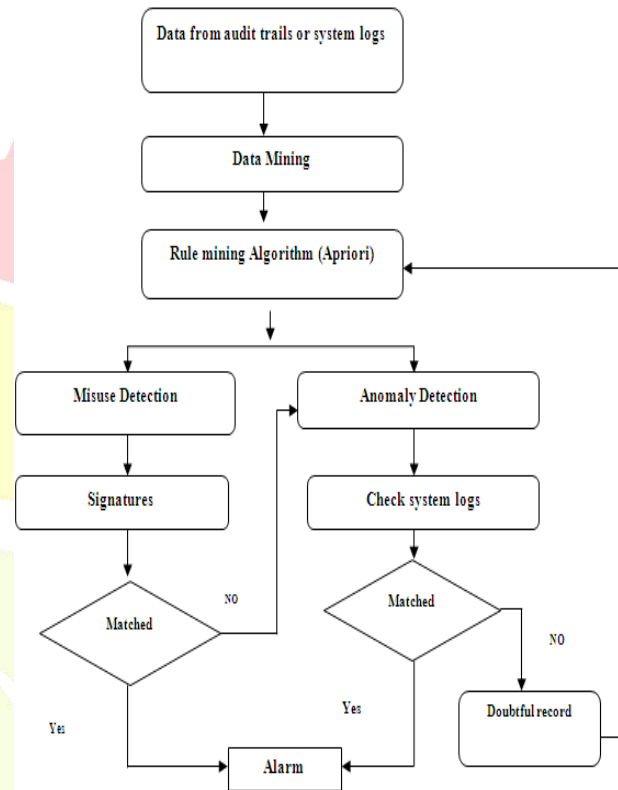 Data from audit trails or system logs
Data Mining
Rule mining Algorithm (Apriori)
Misuse Detection
Anomaly Detection
Signatures
Check system logs
Matched
NO
Matched
NO
Yes
Yes
Doubtful record
Alarm